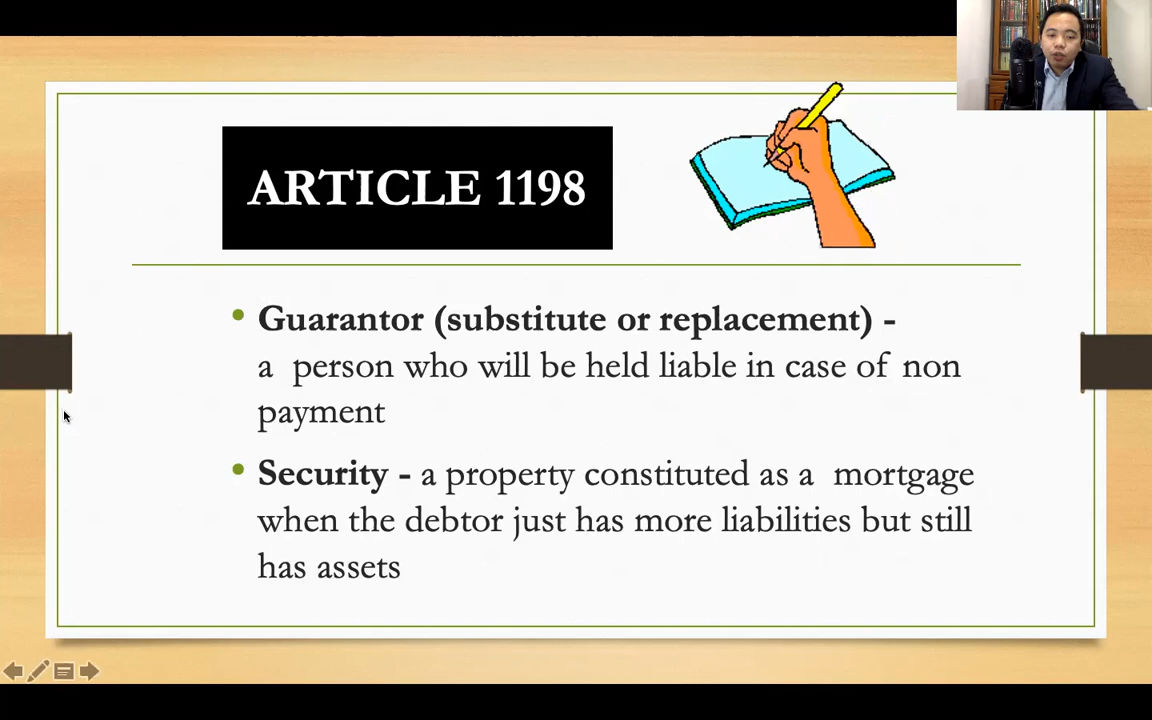 ARTICLE 1198
• Guarantor (substitute or replacement) -
a person who will be held liable in case of non
payment
• Security - a property constituted as a mortgage
when the debtor just has more liabilities but still
has assets